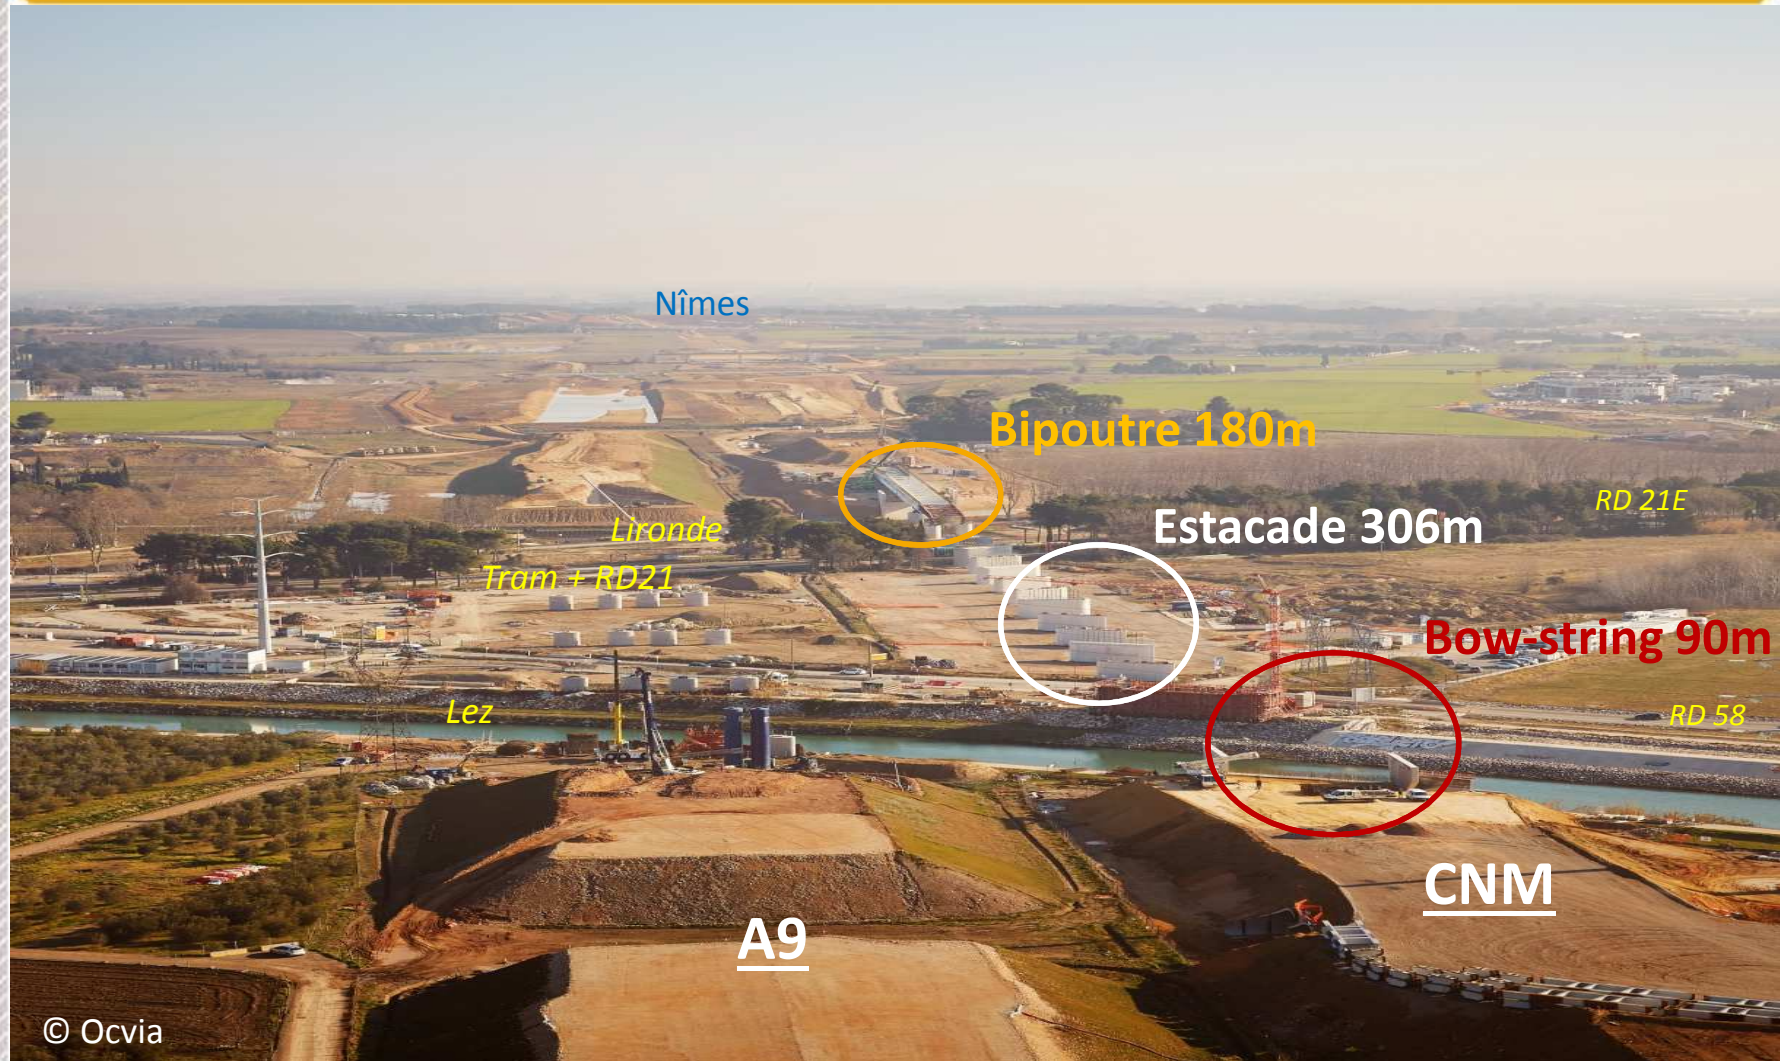 Nîmes
Bipoutre 180m
RD 21E
Lironde
Estacade 306m
Tram + RD21
Bow-string 90m
Lez
RD 58
CNM
A9
© Ocvia